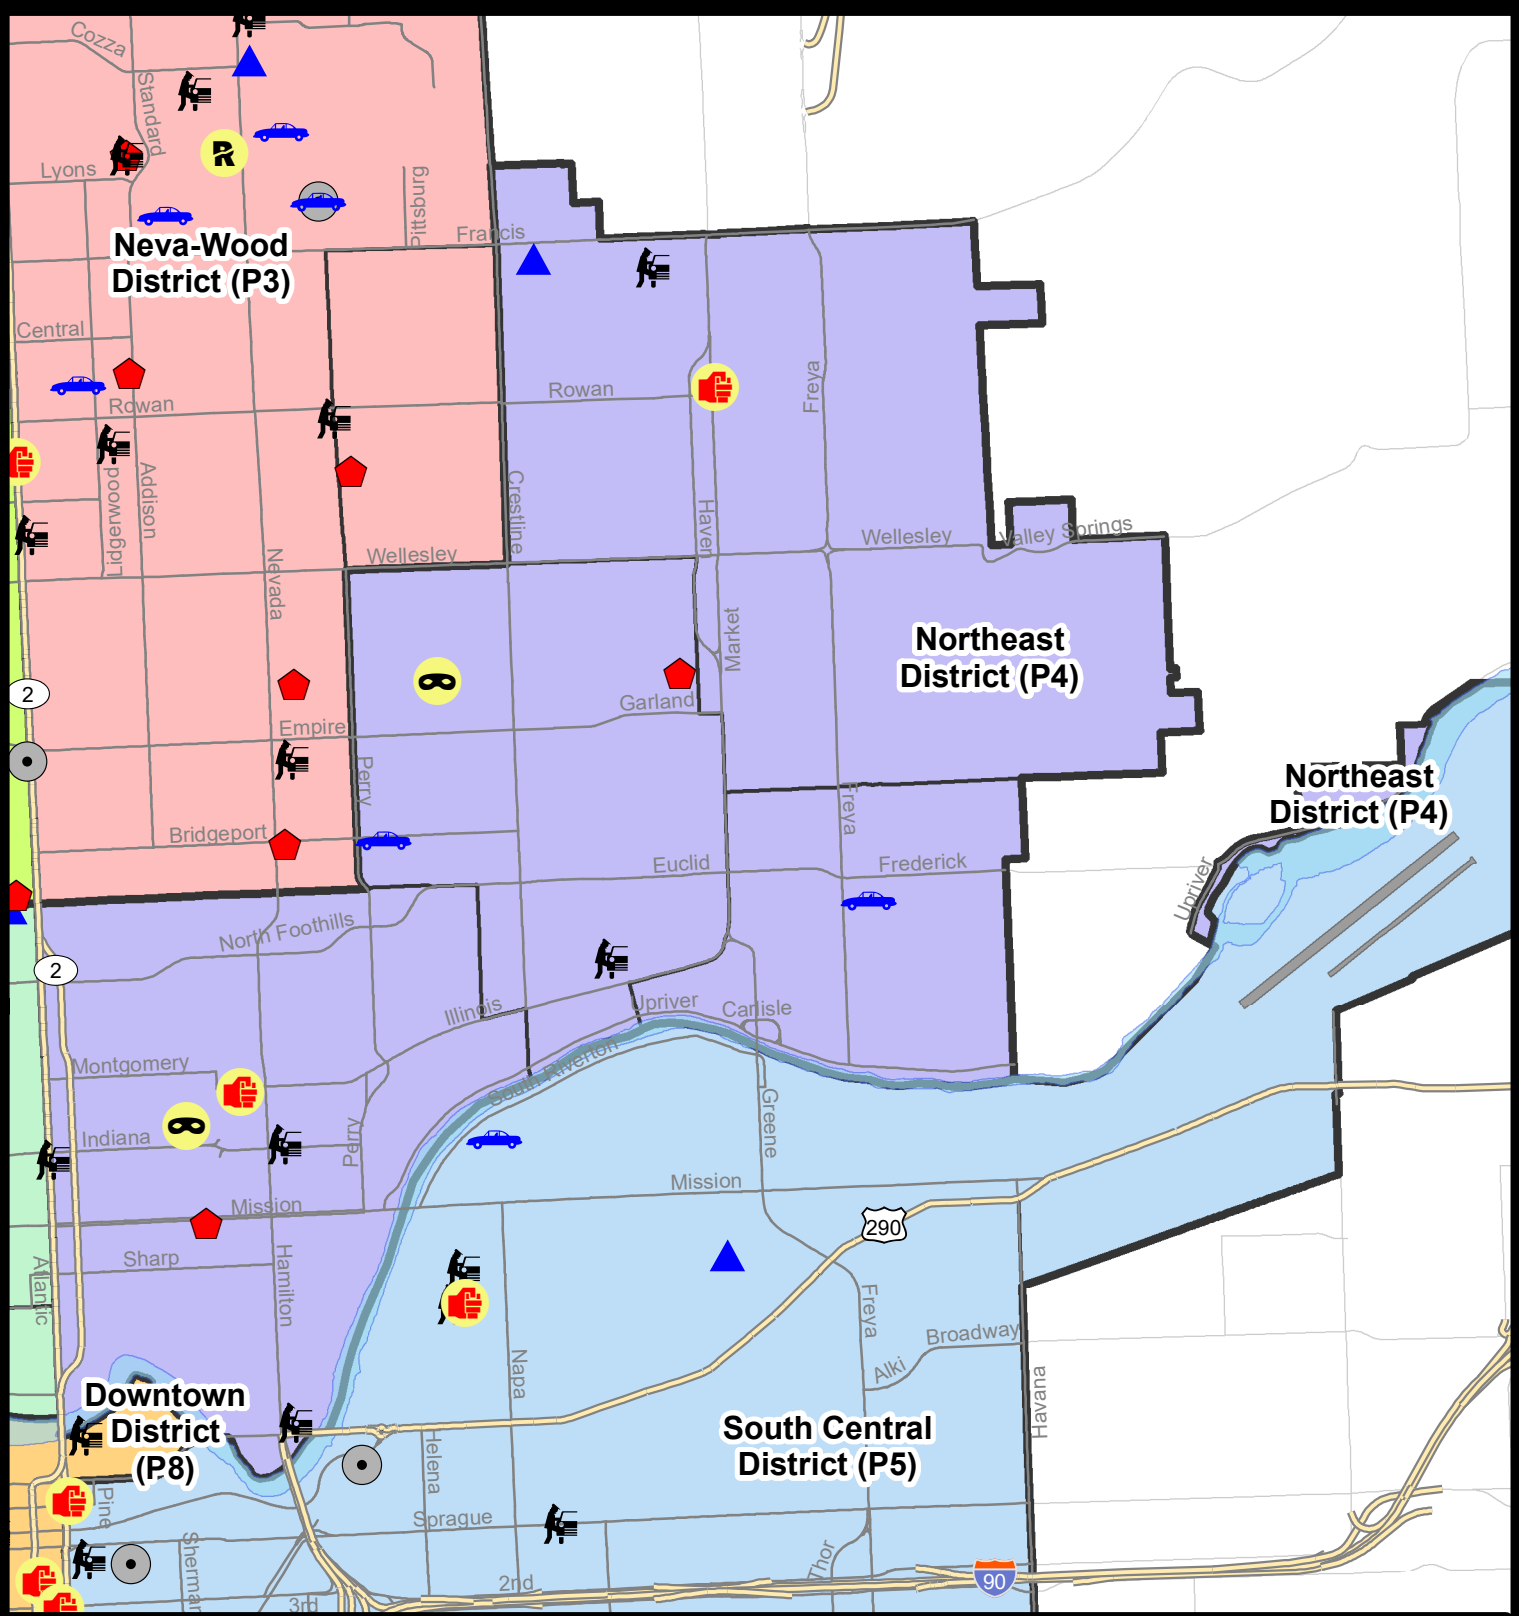 Cozza
Standard
Lyons
Pittsburg
Francis
Neva-Wood
District (P3)
Central
Rowan
Rowan
Freya
Lidgerwood
Addison
Crestline
Haven
Wellesley
Valley Springs
Wellesley
Nevada
Market
Northeast
District (P4)
2
Garland
Empire
Perry
Freya
Northeast
District (P4)
Bridgeport
Euclid
Frederick
Upriver
North Foothills
2
Illinois
Upriver
Carlisle
Montgomery
South Riverton
Greene
Indiana
Perry
Mission
Mission
290
Sharp
Atlantic
Hamilton
Freya
Broadway
Napa
Alki
Havana
Downtown
District
(P8)
South Central
District (P5)
Helena
Pine
Sprague
Sherman
Thor
2nd
90
3rd